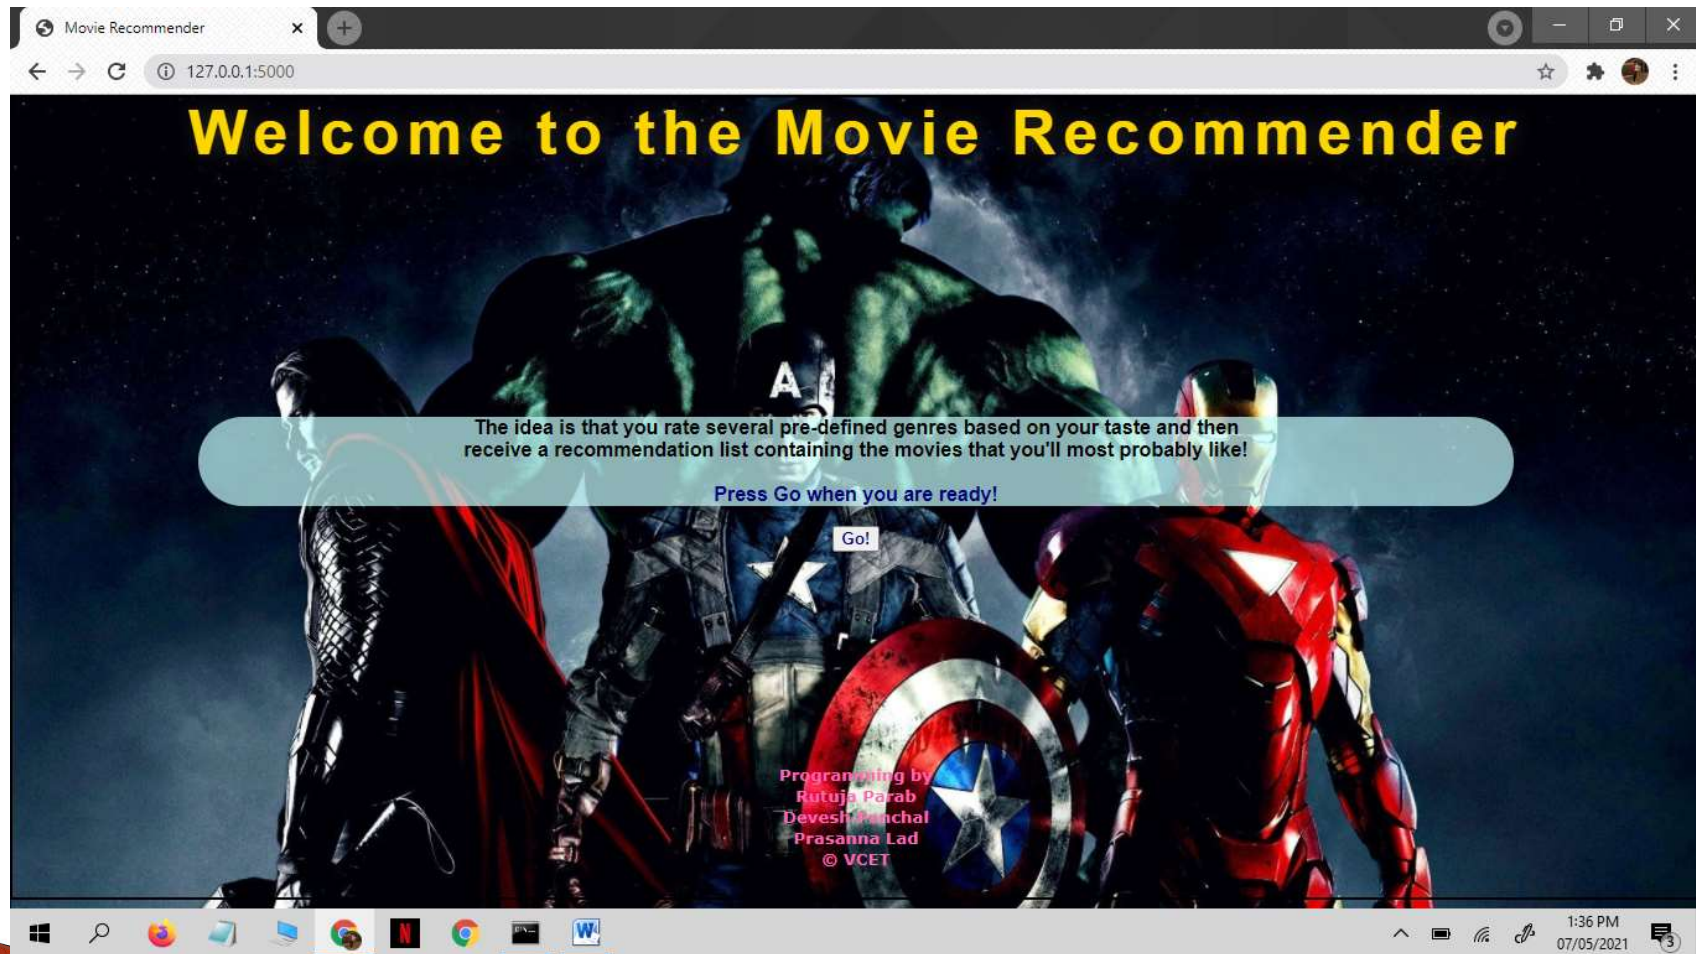 Movie Recommender
127.0.0.1:5000
Welcome to the Movie Recommender
A
The idea is that you rate several pre-defined genres based on your taste and then
receive a recommendation list containing the movies that you'll most probably like!
Press Go when you are ready!
Go!
Programming by
Rutuja Parab
Devesh Panchal
Prasanna Lad
© VCET
N
W
1:36 PM
07/05/2021
3